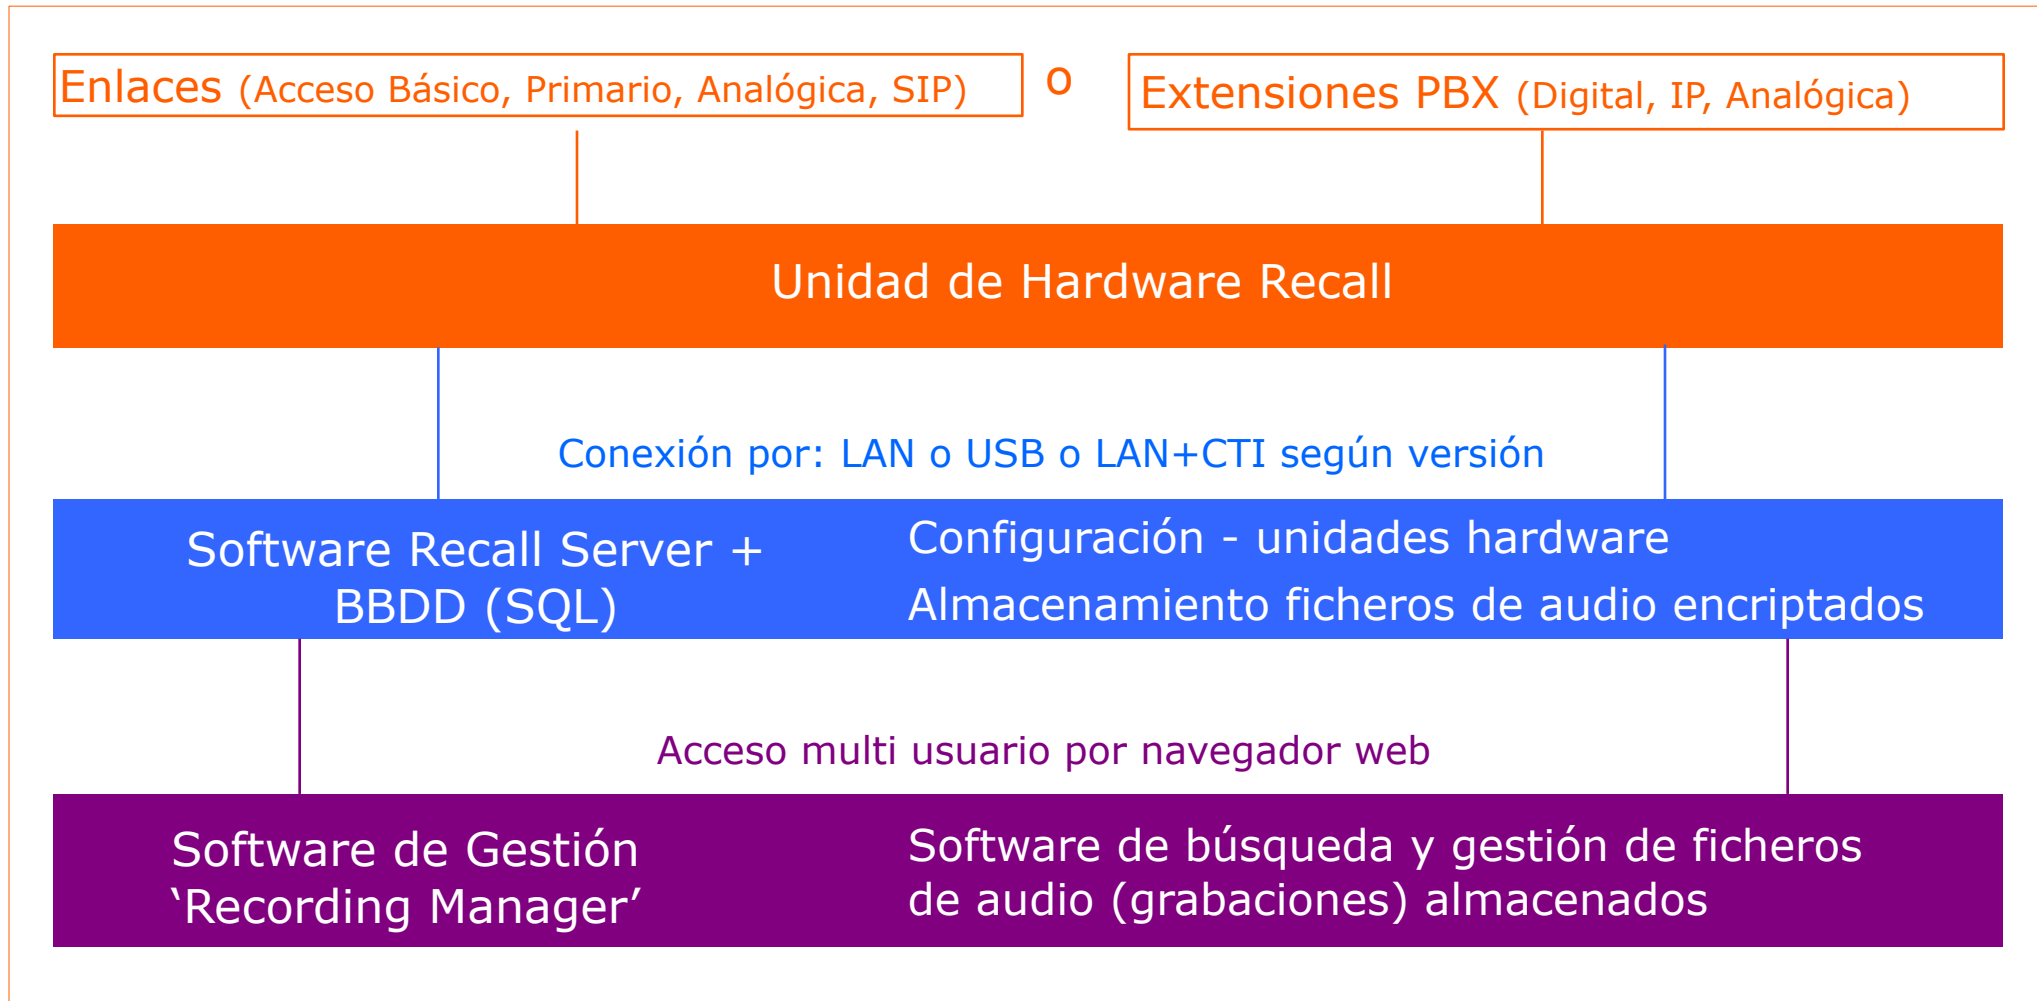 Enlaces (Acceso Básico, Primario, Analógica, SIP)
o
Extensiones PBX (Digital, IP, Analógica)
Unidad de Hardware Recall
Conexión por: LAN o USB o LAN+CTI según versión
Software Recall Server +
BBDD (SQL)
Configuración - unidades hardware
Almacenamiento ficheros de audio encriptados
Acceso multi usuario por navegador web
Software de Gestión
‘Recording Manager’
Software de búsqueda y gestión de ficheros
de audio (grabaciones) almacenados